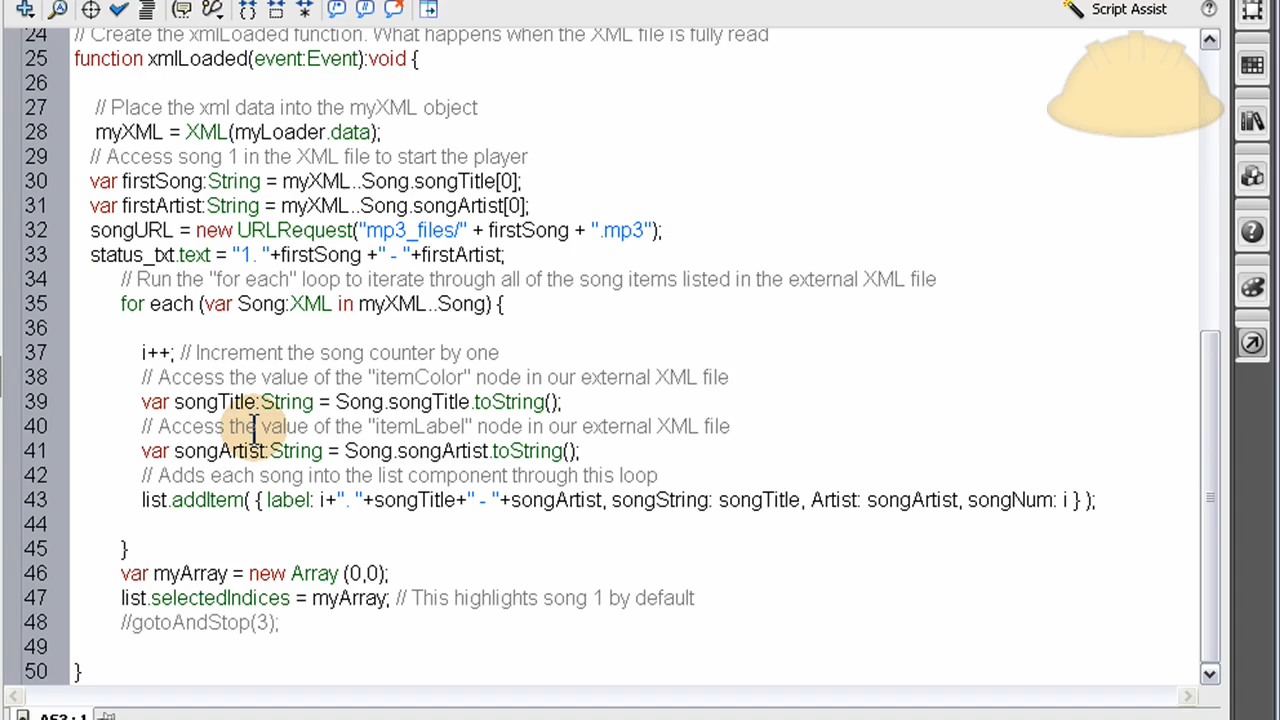 Script Assist
24 // Create the xmlLoaded function. What happens when the XML file is fully read
25 function xmlLoaded(event:Event):void {
26
27 // Place the xml data into the myXML object
28 myXML = XML(myLoader.data);
29 // Access song 1 in the XML file to start the player
30 var firstSong:String = myXML..Song.songTitle[0];
31 var firstArtist:String = myXML..Song.songArtist[0];
32 songURL = new URLRequest("mp3_files/" + firstSong + ".mp3");
33 status_txt.text = "1. "+firstSong +" - "+firstArtist;
34 // Run the "for each" loop to iterate through all of the song items listed in the external XML file
35 for each (var Song:XML in myXML..Song) {
36
37 i++; // Increment the song counter by one
38 // Access the value of the "itemColor" node in our external XML file
39 var songTitle:String = Song.songTitle.toString();
40 // Access the value of the "itemLabel" node in our external XML file
41 var songArtist:String = Song.songArtist.toString();
42 // Adds each song into the list component through this loop
43 list.addItem( { label: i+". "+songTitle+" - "+songArtist, songString: songTitle, Artist: songArtist, songNum: i } );
44
45 }
46 var myArray = new Array (0,0);
47 list.selectedIndices = myArray; // This highlights song 1 by default
48 //gotoAndStop(3);
49
50 }